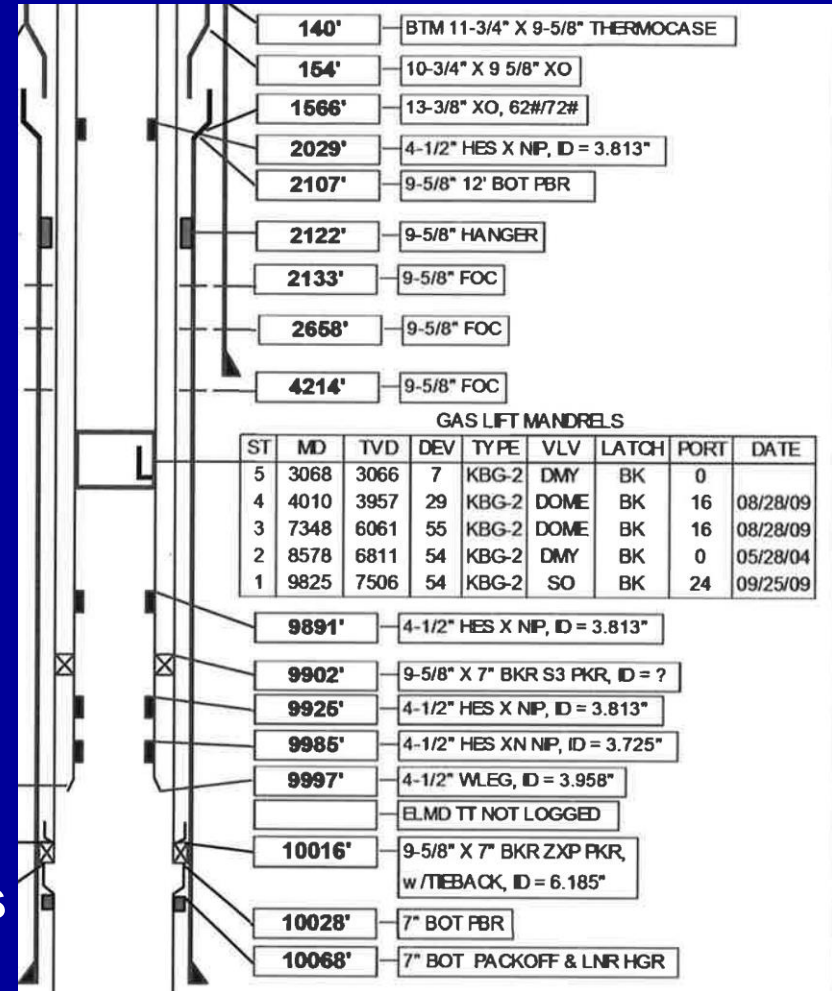 140' BTM 11-3/4" X 9-5/8" THERMOCASE
154' 10-3/4" X 9 5/8" XO
1566' 13-3/8" XO, 62#/72#
2029' 4-1/2" HES X NIP, ID = 3.813"
2107' 9-5/8" 12' BOT PBR
2122' 9-5/8" HANGER
2133' 9-5/8" FOC
2658' 9-5/8" FOC
4214' 9-5/8" FOC
GAS LIFT MANDRELS
ST MD TVD DEV TYPE VLV LATCH PORT DATE
5 3068 3066 7 KBG-2 DMY BK 0
4 4010 3957 29 KBG-2 DOME BK 16 08/28/09
3 7348 6061 55 KBG-2 DOME BK 16 08/28/09
2 8578 6811 54 KBG-2 DMY BK 0 05/28/04
1 9825 7506 54 KBG-2 SO BK 24 09/25/09
L
9891' 4-1/2" HES X NIP, ID = 3.813"
9902' 9-5/8" X 7" BKR S3 PKR, ID = ?
9925' 4-1/2" HES X NIP, ID = 3.813"
9985' 4-1/2" HES XN NIP, ID = 3.725"
9997' 4-1/2" WLEG, ID = 3.958"
ELMD TT NOT LOGGED
10016' 9-5/8" X 7" BKR ZXP PKR,
w/TIEBACK, ID = 6.185"
s
10028' 7" BOT PBR
10068' 7" BOT PACKOFF & LNR HGR